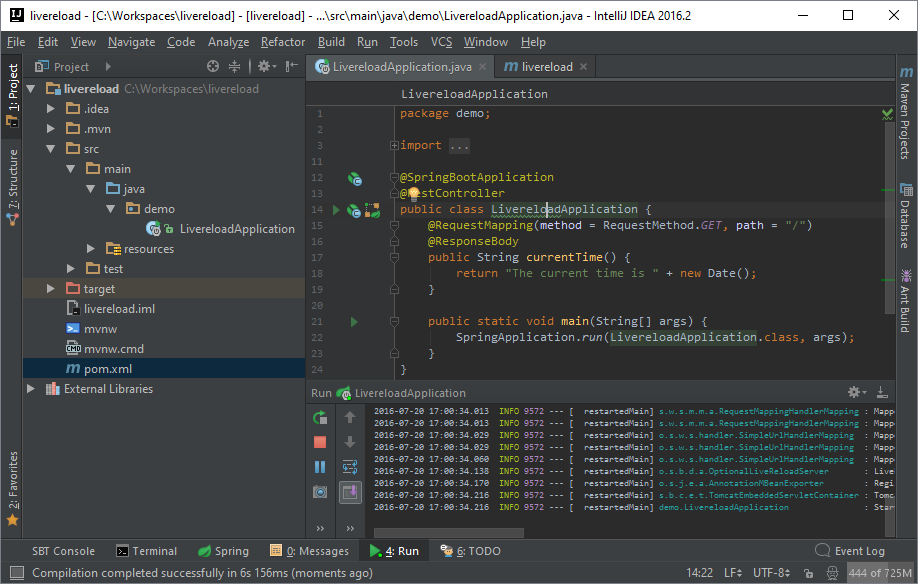 livereload - [C:\Workspaces\livereload] - [livereload] - ...\src\main\java\demo\LivereloadApplication.java - IntelliJ IDEA 2016.2
File Edit View Navigate Code Analyze Refactor Build Run Tools VCS Window Help
1: Project
7: Structure
2: Favorites
Project
livereload C:\Workspaces\livereload
.idea
.mvn
src
main
java
demo
LivereloadApplication
resources
test
target
livereload.iml
mvnw
mvnw.cmd
pom.xml
External Libraries
LivereloadApplication.java
m livereload
LivereloadApplication
1 package demo;
2
3 import ...
11
12 @SpringBootApplication
13 @RestController
14 public class LivereloadApplication {
15 @RequestMapping(method = RequestMethod.GET, path = "/")
16 @ResponseBody
17 public String currentTime() {
18 return "The current time is " + new Date();
19 }
20
21 public static void main(String[] args) {
22 SpringApplication.run(LivereloadApplication.class, args);
23 }
24 }
Maven Projects
Database
Ant Build
Run LivereloadApplication
2016-07-20 17:00:34.013 INFO 9572 --- [ restartedMain] s.w.s.m.m.a.RequestMappingHandlerMapping : Mappe
2016-07-20 17:00:34.013 INFO 9572 --- [ restartedMain] s.w.s.m.m.a.RequestMappingHandlerMapping : Mappe
2016-07-20 17:00:34.029 INFO 9572 --- [ restartedMain] o.s.w.s.handler.SimpleUrlHandlerMapping : Mappe
2016-07-20 17:00:34.029 INFO 9572 --- [ restartedMain] o.s.w.s.handler.SimpleUrlHandlerMapping : Mappe
2016-07-20 17:00:34.060 INFO 9572 --- [ restartedMain] o.s.w.s.handler.SimpleUrlHandlerMapping : Mappe
2016-07-20 17:00:34.138 INFO 9572 --- [ restartedMain] o.s.b.d.a.OptionalLiveReloadServer : Live
2016-07-20 17:00:34.170 INFO 9572 --- [ restartedMain] o.s.j.e.a.AnnotationMBeanExporter : Regi
2016-07-20 17:00:34.216 INFO 9572 --- [ restartedMain] s.b.c.e.t.TomcatEmbeddedServletContainer : Tomc
2016-07-20 17:00:34.216 INFO 9572 --- [ restartedMain] demo.LivereloadApplication : Star
SBT Console Terminal Spring 0: Messages 4: Run 6: TODO Event Log
Compilation completed successfully in 6s 156ms (moments ago) 14:22 LF UTF-8 444 of 725M